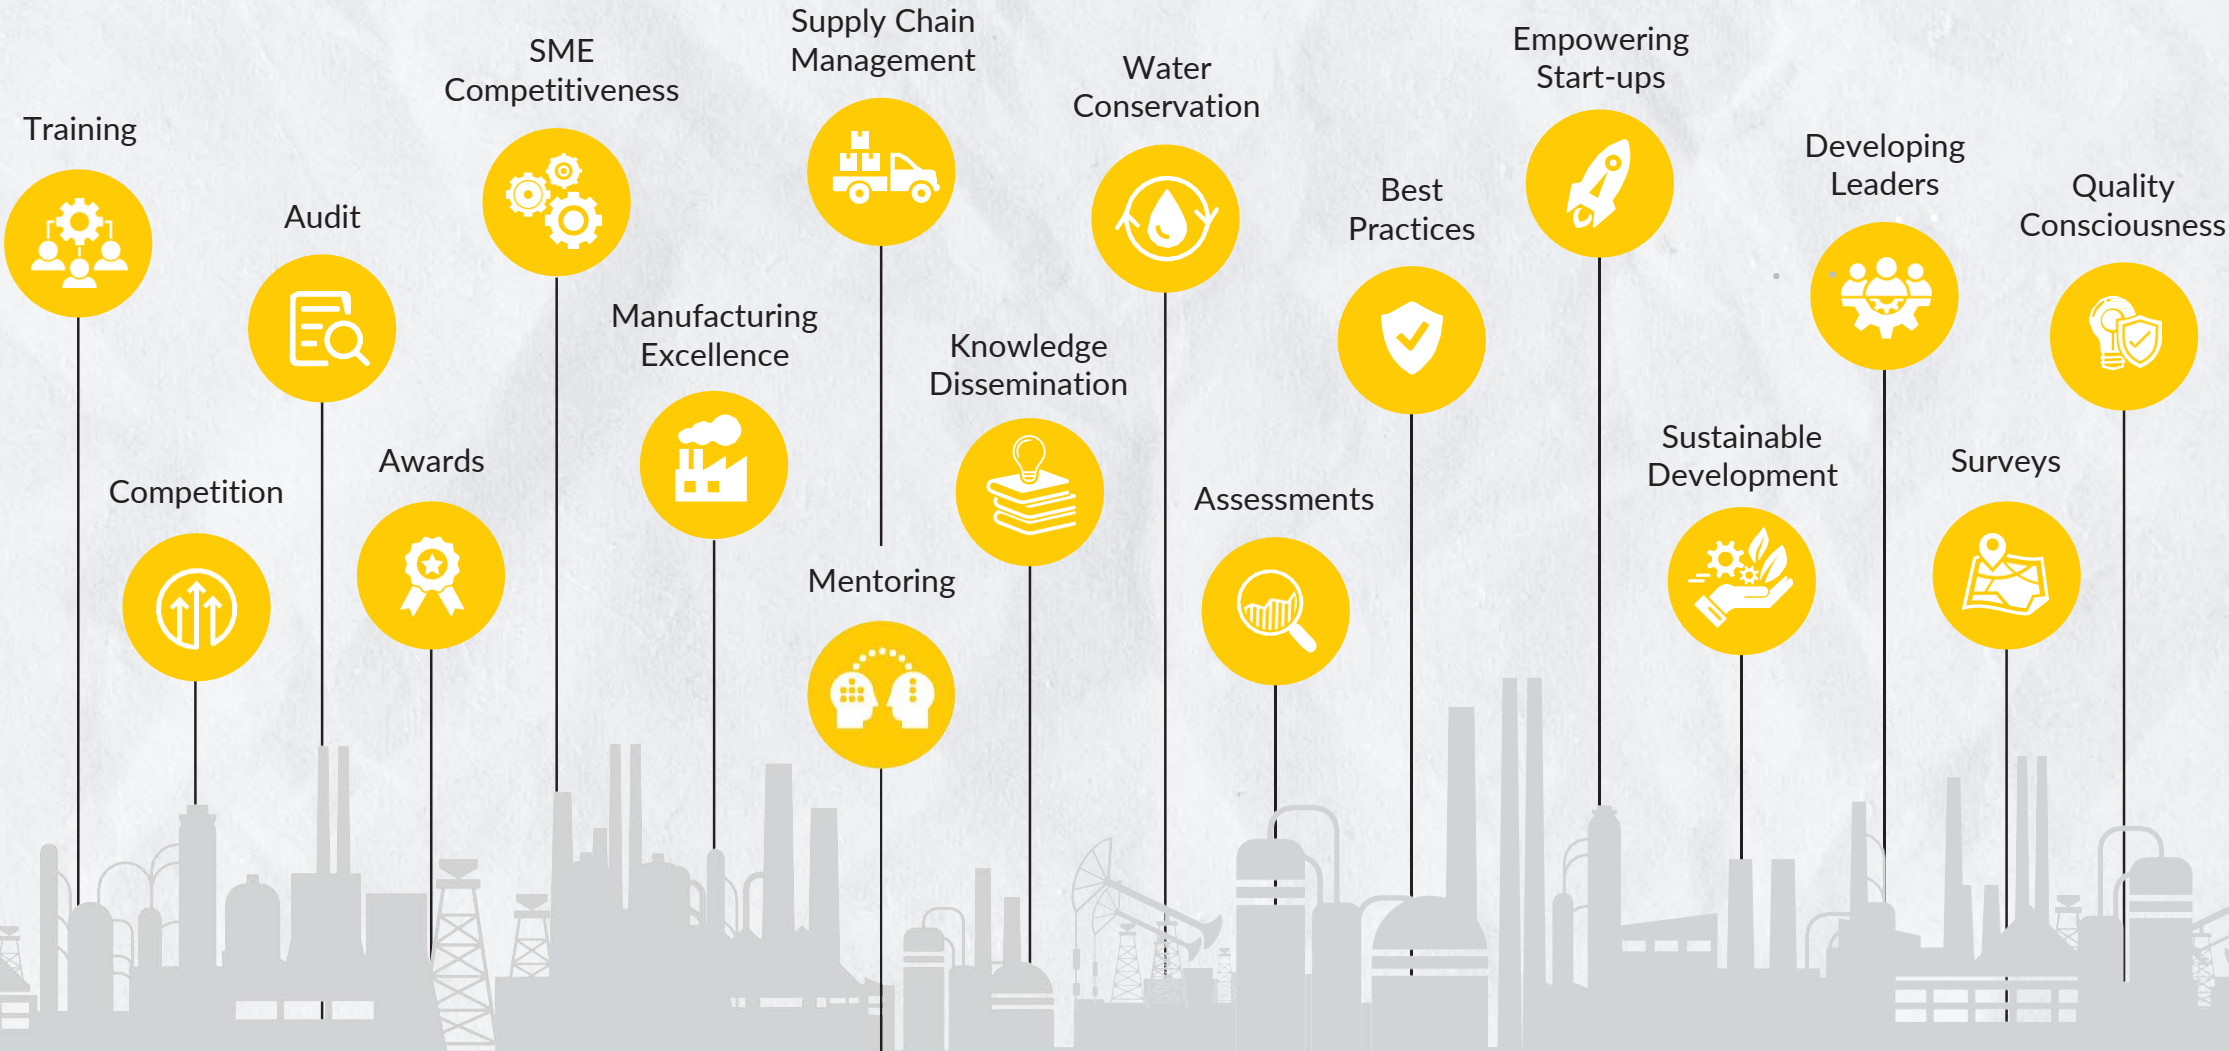 Training
Competition
Audit
Awards
SME
Competitiveness
Manufacturing
Excellence
Supply Chain
Management
Mentoring
Knowledge
Dissemination
Water
Conservation
Assessments
Best
Practices
Empowering
Start-ups
Sustainable
Development
Developing
Leaders
Surveys
Quality
Consciousness